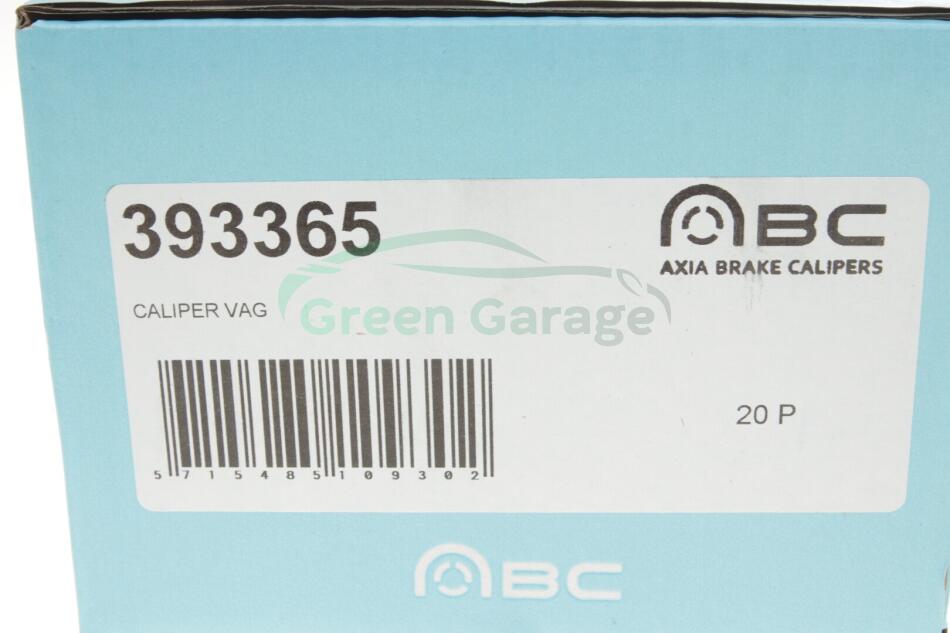 393365
ABC
AXIA BRAKE CALIPERS
CALIPER VAG
Green Garage
5 715485 109302
20 P
ABC